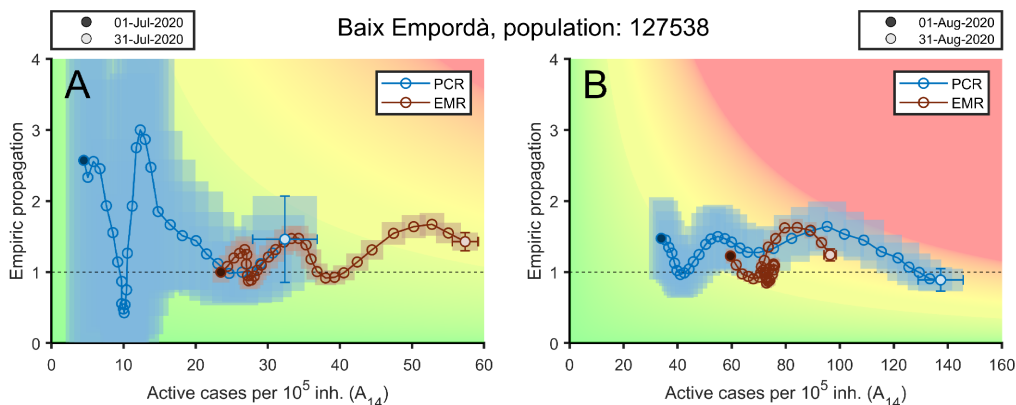 Baix Empordà, population: 127538
01-Jul-2020
31-Jul-2020
01-Aug-2020
31-Aug-2020
A
PCR
EMR
4
3
2
1
0
Empiric propagation
0 10 20 30 40 50 60
Active cases per 10⁵ inh. (A₁₄)
B
PCR
EMR
4
3
2
1
0
Empiric propagation
0 20 40 60 80 100 120 140 160
Active cases per 10⁵ inh. (A₁₄)